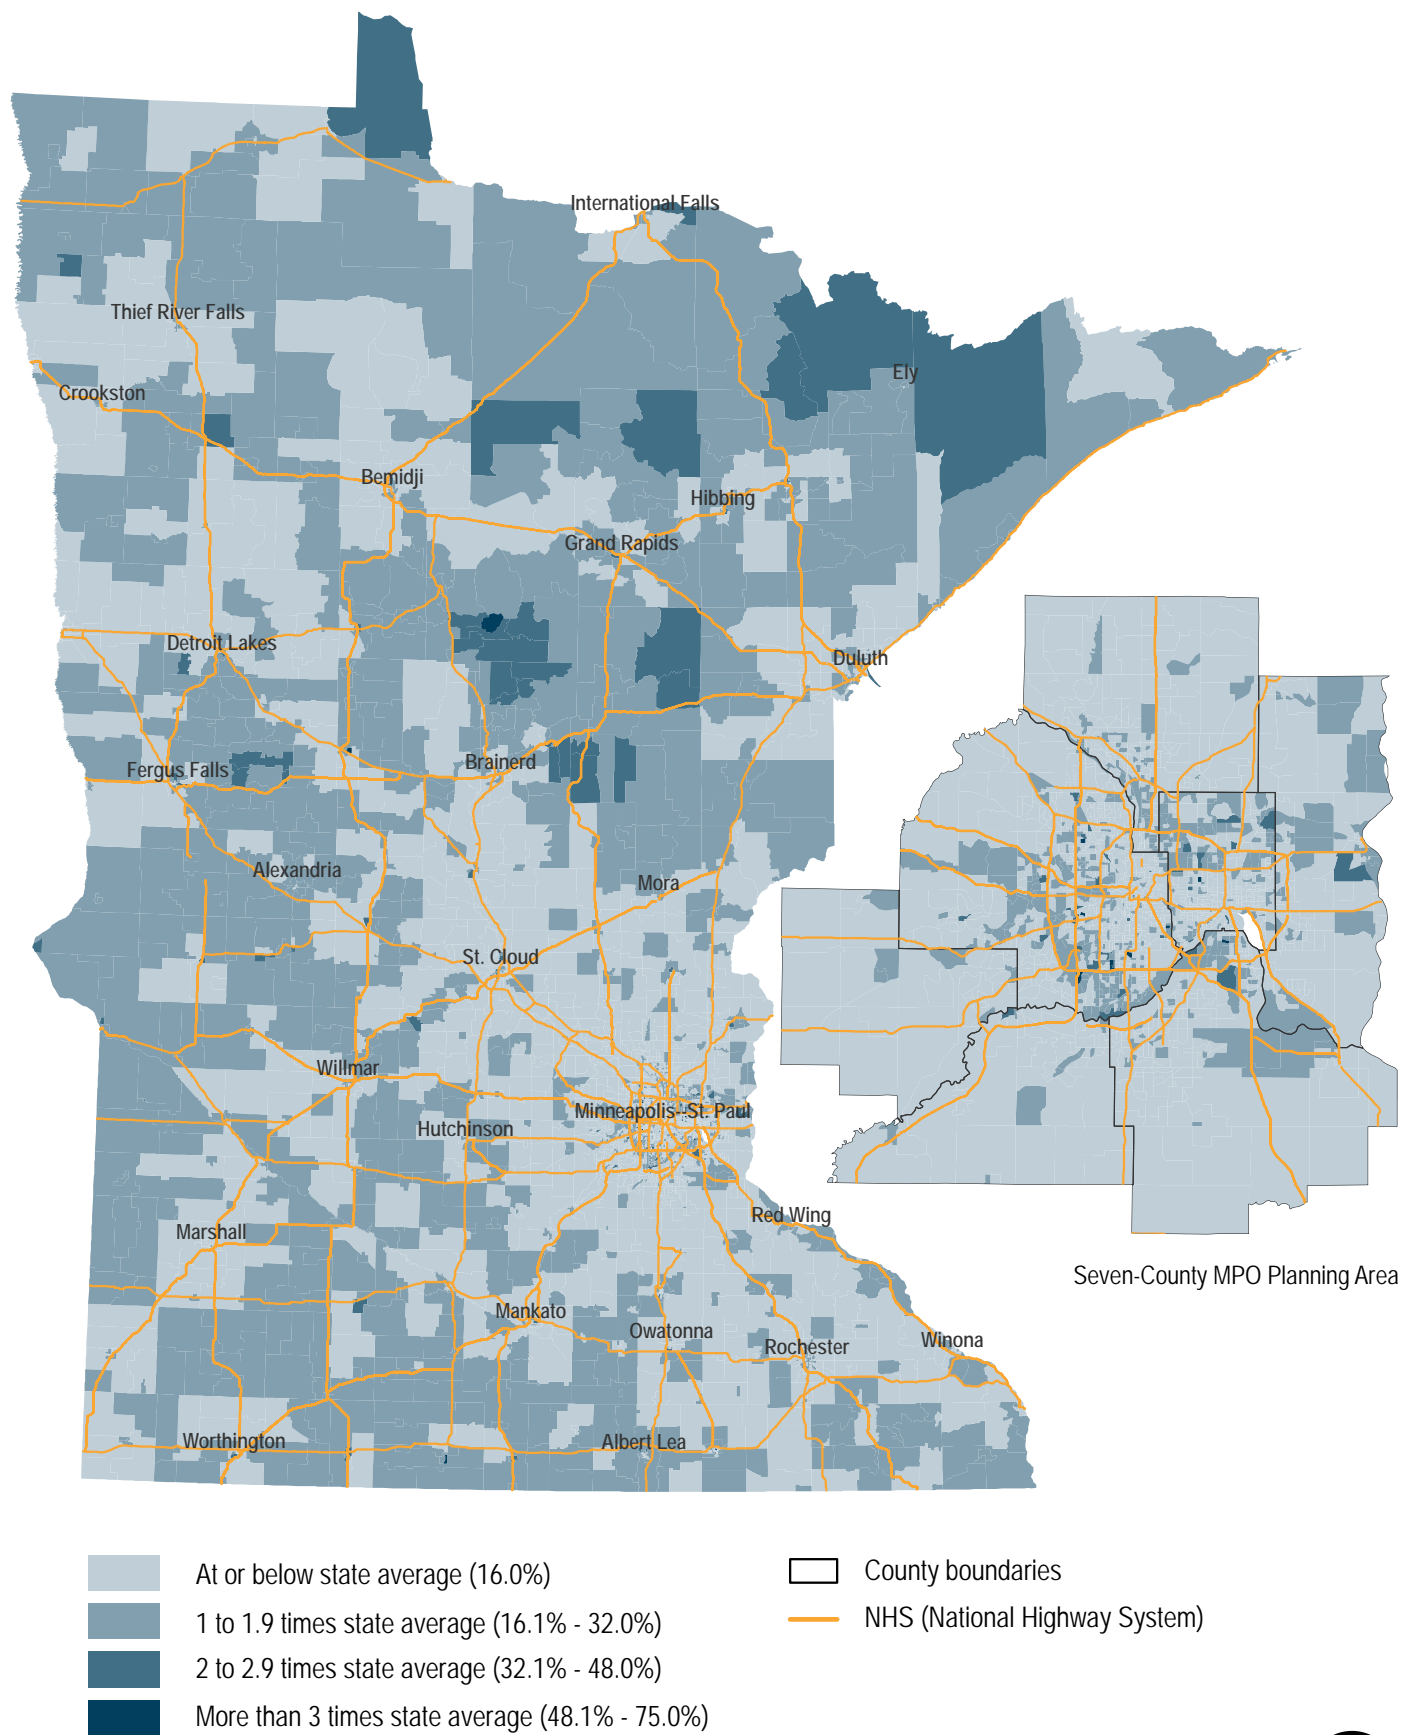 International Falls
Thief River Falls
Ely
Crookston
Bemidji
Hibbing
Grand Rapids
Detroit Lakes
Duluth
Brainerd
Fergus Falls
Alexandria
Mora
St. Cloud
Willmar
Minneapolis--St. Paul
Hutchinson
Red Wing
Marshall
Seven-County MPO Planning Area
Mankato
Owatonna
Rochester
Winona
Worthington
Albert Lea
At or below state average (16.0%)
1 to 1.9 times state average (16.1% - 32.0%)
2 to 2.9 times state average (32.1% - 48.0%)
More than 3 times state average (48.1% - 75.0%)
County boundaries
NHS (National Highway System)